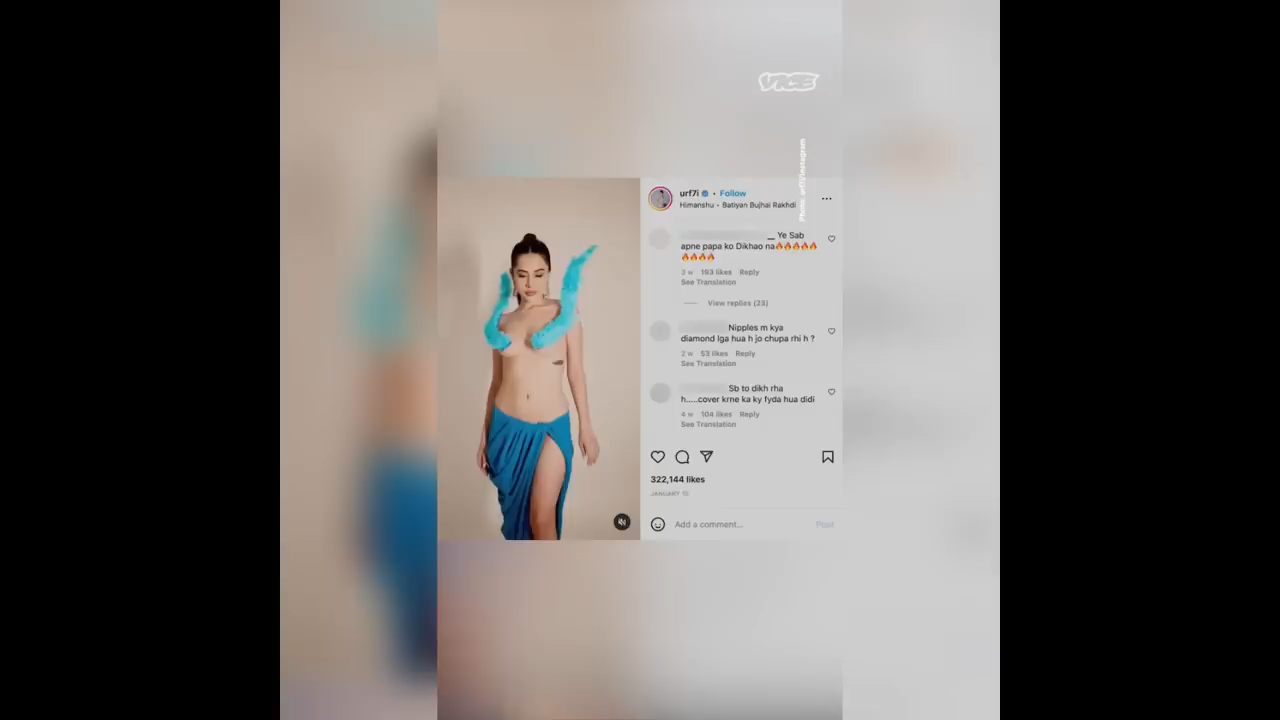 VICE
Photo: urf7i/Instagram
urf7i • Follow
Himanshu • Batiyan Bujhai Rakhdi
Ye Sab
apne papa ko Dikhao na🔥🔥🔥🔥🔥
🔥🔥🔥🔥
3 w 193 likes Reply
See Translation
View replies (23)
Nipples m kya
diamond lga hua h jo chupa rhi h ?
2 w 53 likes Reply
See Translation
Sb to dikh rha
h.....cover krne ka ky fyda hua didi
4 w 104 likes Reply
See Translation
322,144 likes
JANUARY 10
Add a comment... Post